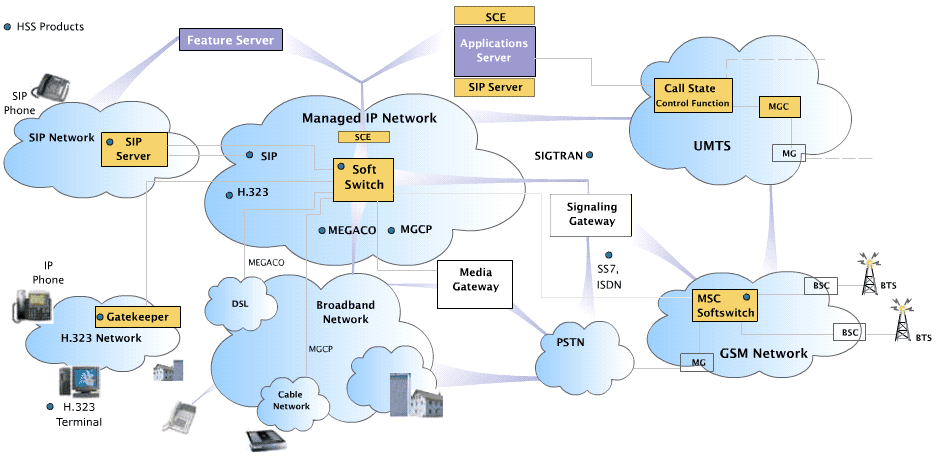 HSS Products
Feature Server
SCE
Applications
Server
SIP Server
SIP
Phone
SIP Network
SIP
Server
Managed IP Network
SCE
SIP
Soft
Switch
H.323
MEGACO
MGCP
SIGTRAN
Call State
Control Function
MGC
UMTS
MG
Signaling
Gateway
SS7,
ISDN
IP
Phone
MEGACO
Media
Gateway
DSL
Broadband
Network
Gatekeeper
H.323 Network
MGCP
PSTN
MSC
Softswitch
BSC
BTS
BSC
BTS
GSM Network
MG
Cable
Network
H.323
Terminal